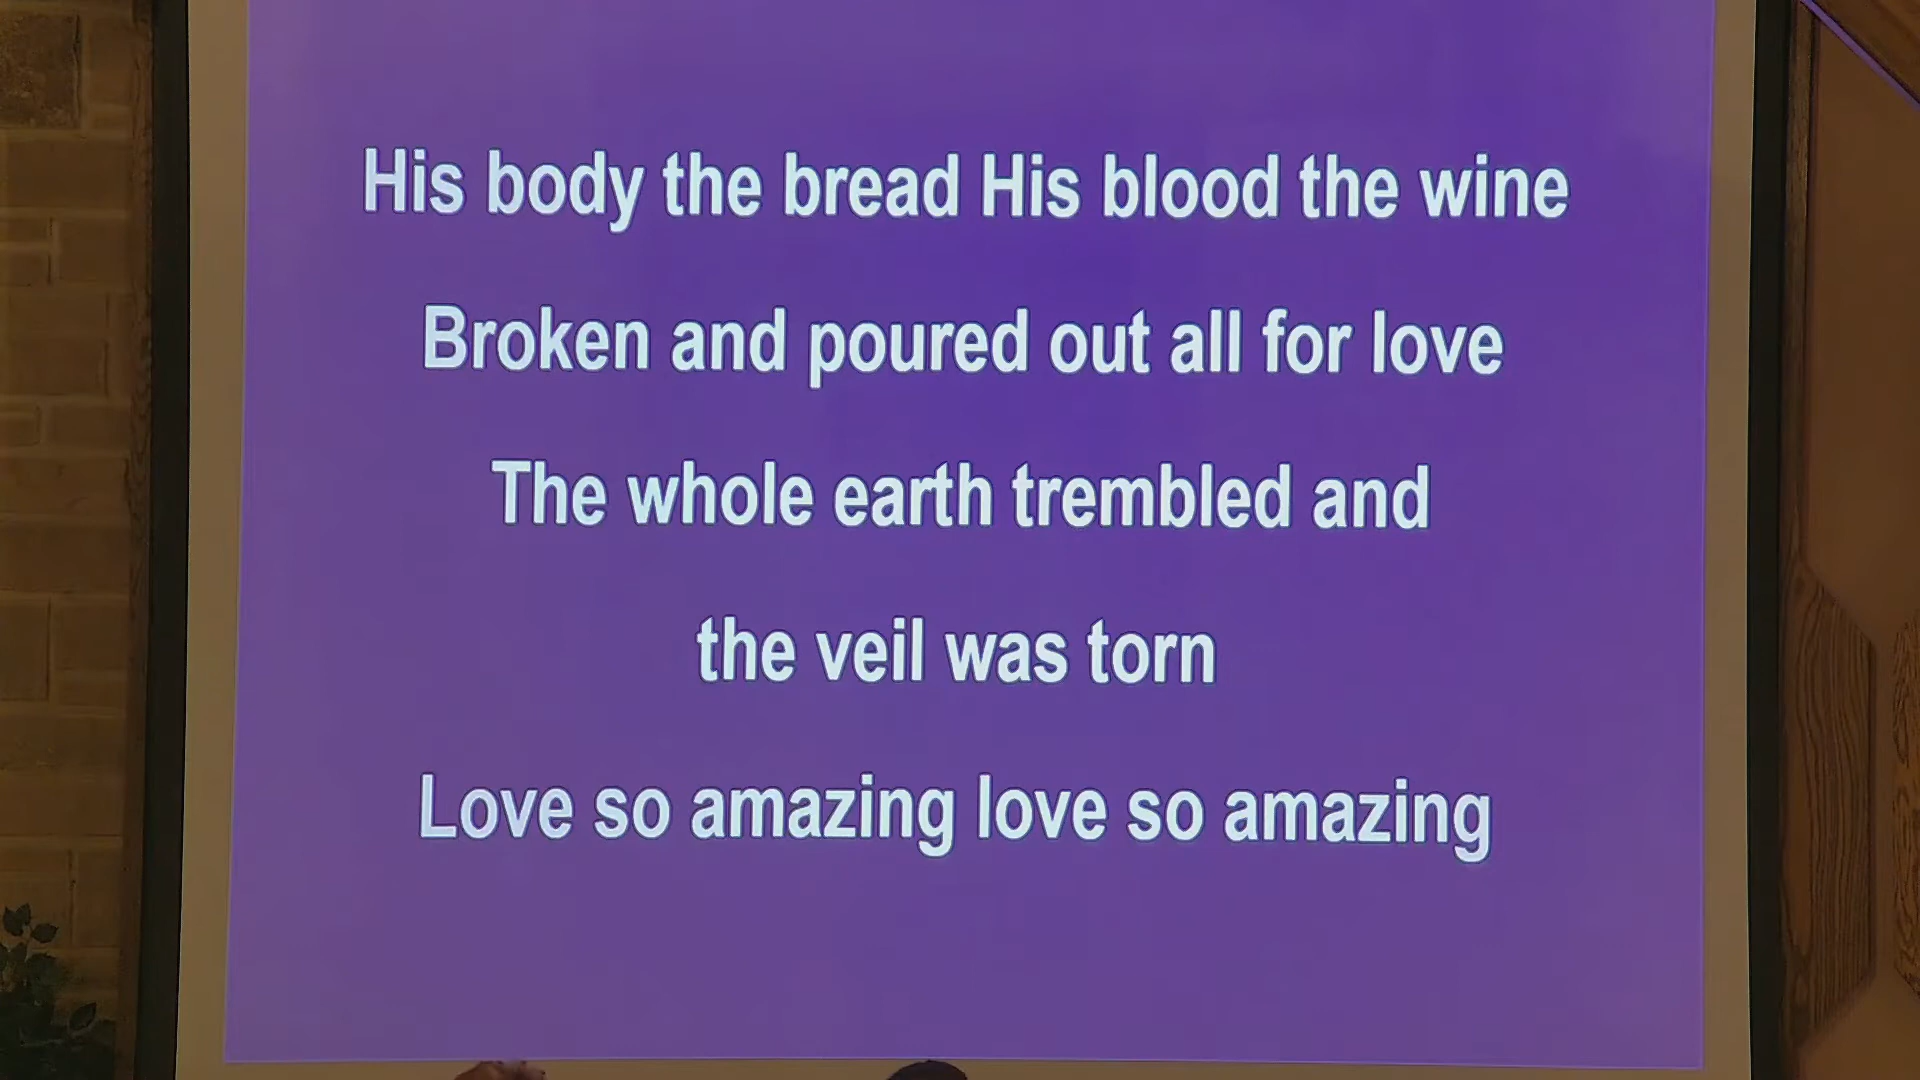 His body the bread His blood the wine
Broken and poured out all for love
The whole earth trembled and
the veil was torn
Love so amazing love so amazing